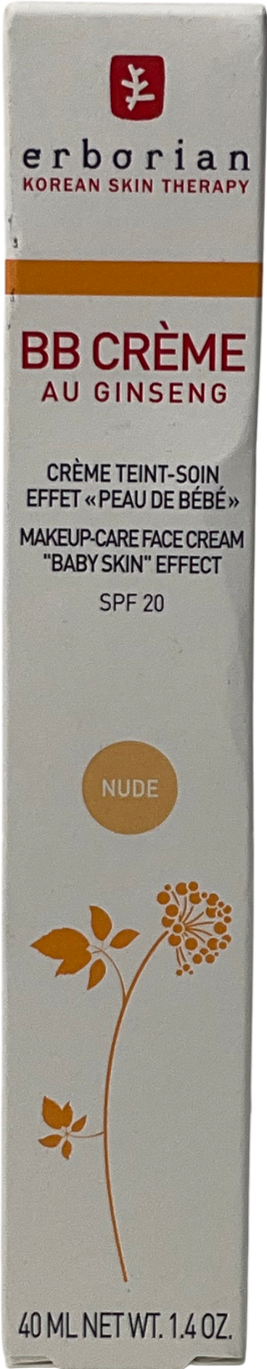 erborian
KOREAN SKIN THERAPY
BB CRÈME
AU GINSENG
CRÈME TEINT-SOIN
EFFET «PEAU DE BÉBÉ»
MAKEUP-CARE FACE CREAM
"BABY SKIN" EFFECT
SPF 20
NUDE
40 ML NET WT. 1.4 OZ.